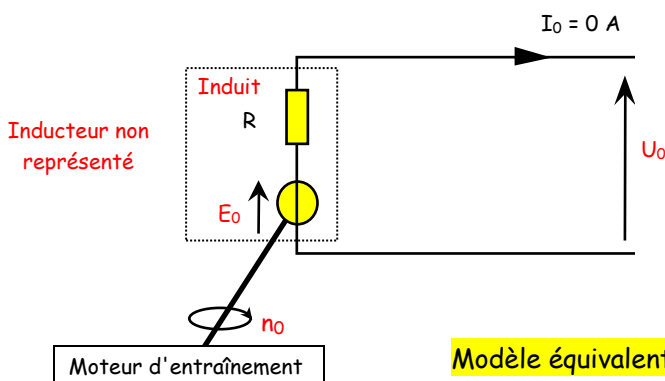 I₀ = 0 A
Induit
R
Inducteur non
représenté
U₀
E₀
n₀
Moteur d'entraînement
Modèle équivalent